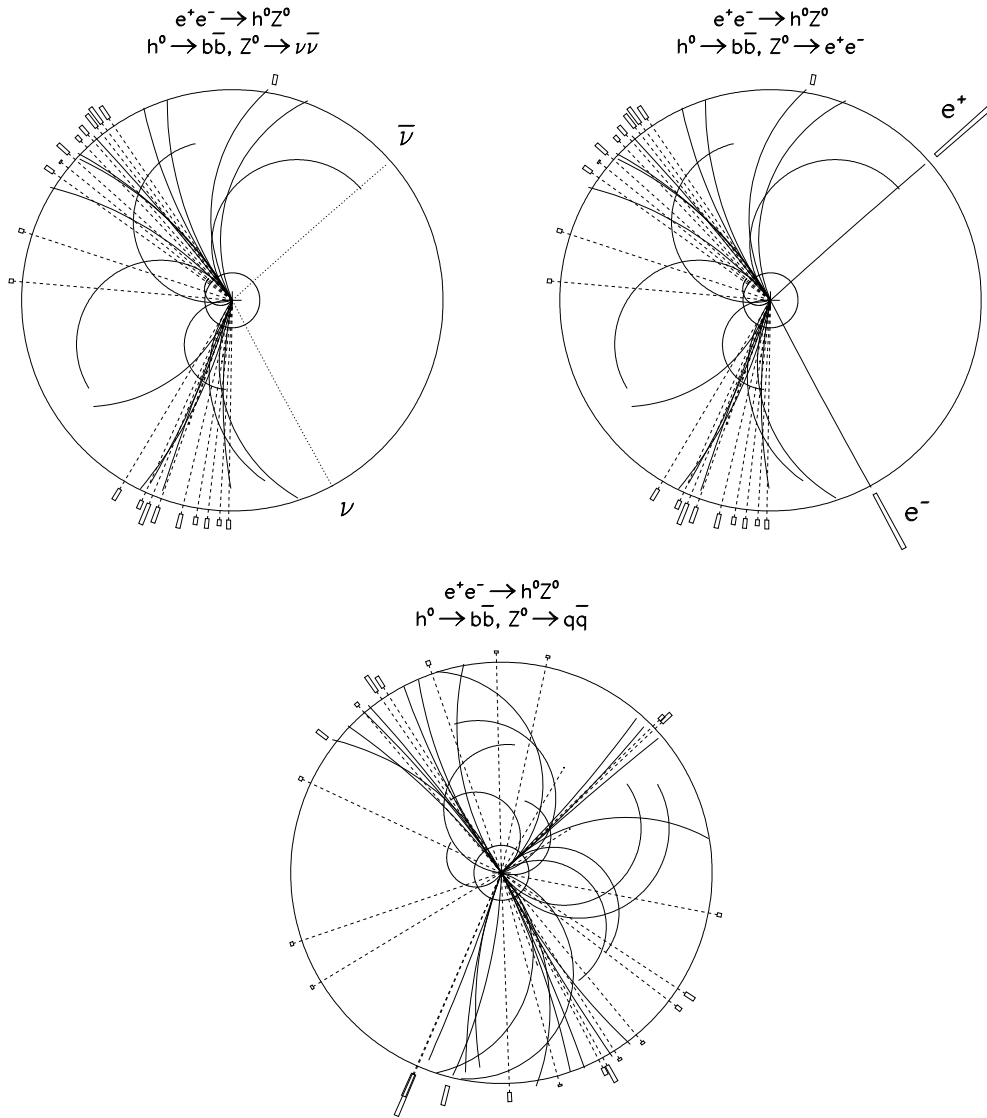 e⁺e⁻ → h⁰Z⁰
h⁰ → bb̅, Z⁰ → νν̅
ν̅
ν
e⁺e⁻ → h⁰Z⁰
h⁰ → bb̅, Z⁰ → e⁺e⁻
e⁺
e⁻
e⁺e⁻ → h⁰Z⁰
h⁰ → bb̅, Z⁰ → qq̅